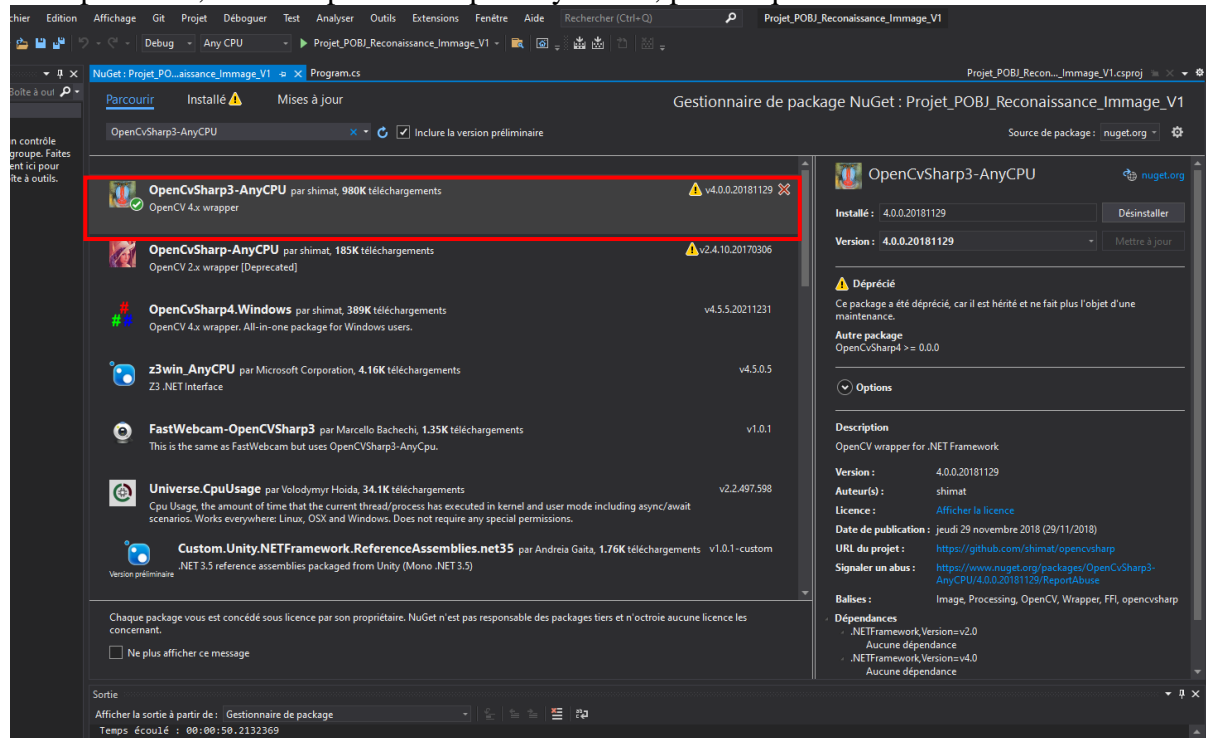 chier Edition Affichage Git Projet Déboguer Test Analyser Outils Extensions Fenêtre Aide Rechercher (Ctrl+Q) Projet_POBJ_Reconaissance_Immage_V1
Debug Any CPU Projet_POBJ_Reconaissance_Immage_V1
NuGet : Projet_PO...aissance_Immage_V1 Program.cs Projet_POBJ_Recon..._Immage_V1.csproj
Boîte à out
Parcourir Installé Mises à jour Gestionnaire de package NuGet : Projet_POBJ_Reconaissance_Immage_V1
OpenCvSharp3-AnyCPU Inclure la version préliminaire Source de package : nuget.org
n contrôle
groupe. Faites
ent ici pour
îte à outils.
OpenCvSharp3-AnyCPU par shimat, 980K téléchargements v4.0.0.20181129
OpenCV 4.x wrapper
OpenCvSharp-AnyCPU par shimat, 185K téléchargements v2.4.10.20170306
OpenCV 2.x wrapper [Deprecated]
OpenCvSharp4.Windows par shimat, 389K téléchargements v4.5.5.20211231
OpenCV 4.x wrapper. All-in-one package for Windows users.
z3win_AnyCPU par Microsoft Corporation, 4.16K téléchargements v4.5.0.5
Z3 .NET Interface
FastWebcam-OpenCVSharp3 par Marcello Bachechi, 1.35K téléchargements v1.0.1
This is the same as FastWebcam but uses OpenCVSharp3-AnyCpu.
Universe.CpuUsage par Volodymyr Hoida, 34.1K téléchargements v2.2.497.598
Cpu Usage, the amount of time that the current thread/process has executed in kernel and user mode including async/await
scenarios. Works everywhere: Linux, OSX and Windows. Does not require any special permissions.
Custom.Unity.NETFramework.ReferenceAssemblies.net35 par Andreia Gaita, 1.76K téléchargements v1.0.1-custom
.NET 3.5 reference assemblies packaged from Unity (Mono .NET 3.5)
Version préliminaire
Chaque package vous est concédé sous licence par son propriétaire. NuGet n'est pas responsable des packages tiers et n'octroie aucune licence les
concernant.
Ne plus afficher ce message
OpenCvSharp3-AnyCPU nuget.org
Installé : 4.0.0.20181129 Désinstaller
Version : 4.0.0.20181129 Mettre à jour
Déprécié
Ce package a été déprécié, car il est hérité et ne fait plus l'objet d'une
maintenance.
Autre package
OpenCvSharp4 >= 0.0.0
Options
Description
OpenCV wrapper for .NET Framework
Version : 4.0.0.20181129
Auteur(s) : shimat
Licence : Afficher la licence
Date de publication : jeudi 29 novembre 2018 (29/11/2018)
URL du projet : https://github.com/shimat/opencvsharp
Signaler un abus : https://www.nuget.org/packages/OpenCvSharp3-
AnyCPU/4.0.0.20181129/ReportAbuse
Balises : Image, Processing, OpenCV, Wrapper, FFI, opencvsharp
Dépendances
.NETFramework,Version=v2.0
Aucune dépendance
.NETFramework,Version=v4.0
Aucune dépendance
Sortie
Afficher la sortie à partir de : Gestionnaire de package
Temps écoulé : 00:00:50.2132369